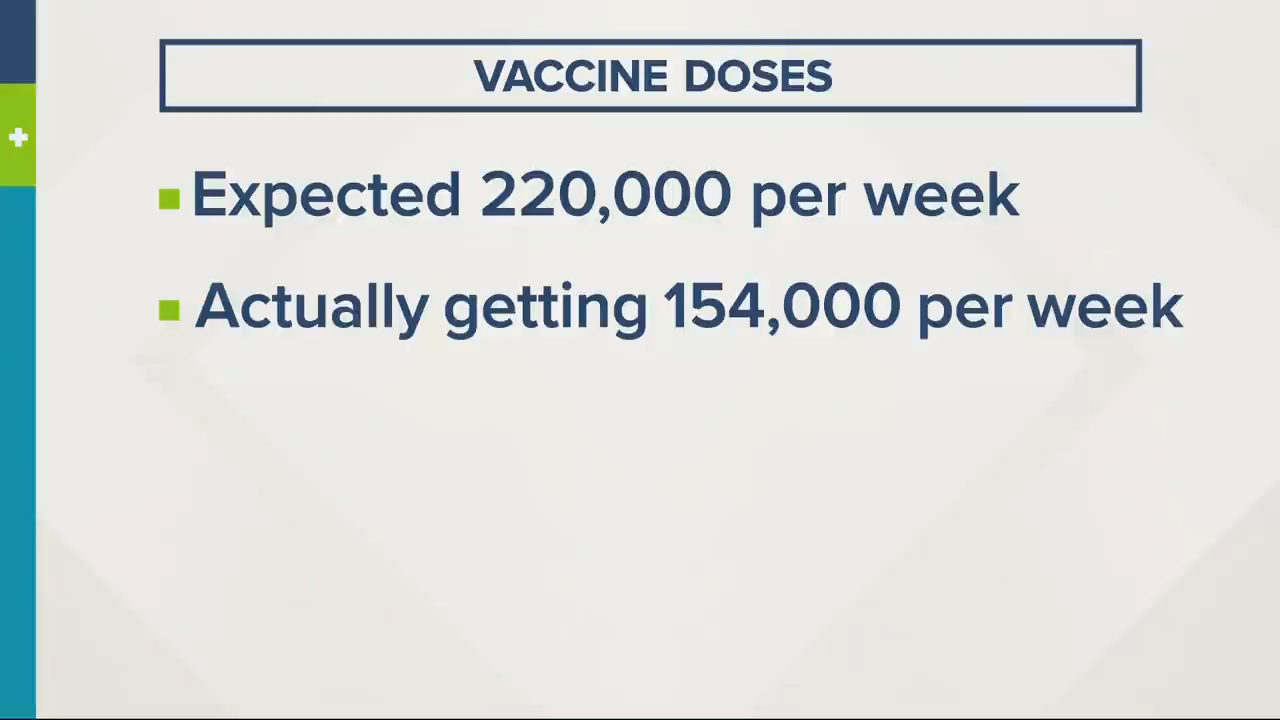 VACCINE DOSES
Expected 220,000 per week
Actually getting 154,000 per week